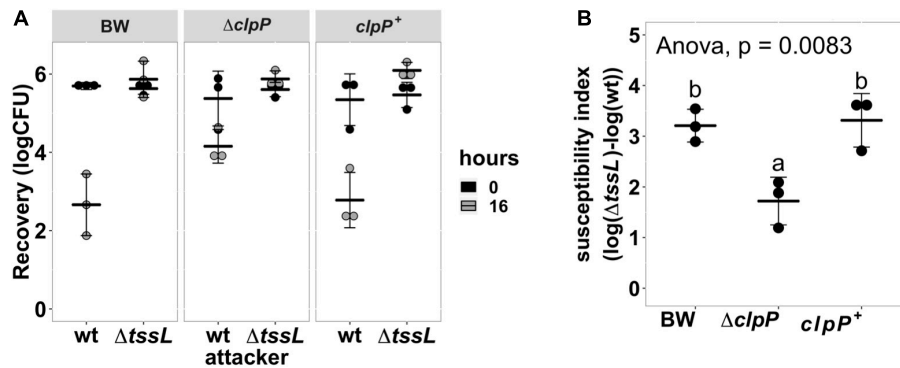 A
BW
ΔclpP
clpP+
Recovery (logCFU)
6
4
2
0
wt ΔtssL
wt ΔtssL
wt ΔtssL
attacker
hours
0
16
B
Anova, p = 0.0083
susceptibility index
(log(ΔtssL)-log(wt))
5
4
3
2
1
0
b
a
b
BW
ΔclpP
clpP+